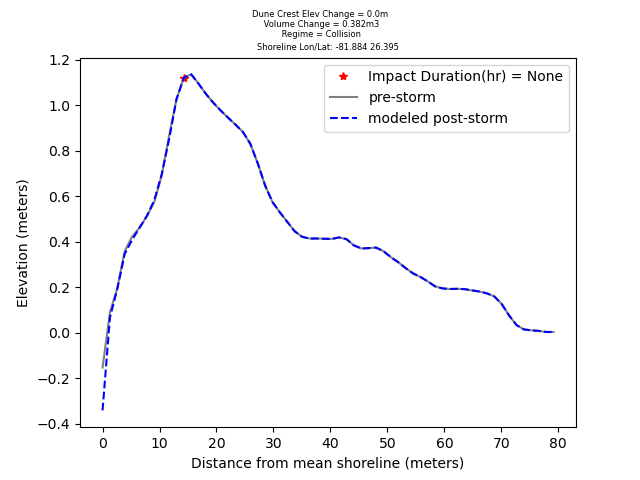 Dune Crest Elev Change = 0.0m
Volume Change = 0.382m3
Regime = Collision
Shoreline Lon/Lat: -81.884 26.395
Impact Duration(hr) = None
pre-storm
modeled post-storm
1.2
1.0
0.8
0.6
0.4
0.2
0.0
−0.2
−0.4
Elevation (meters)
0 10 20 30 40 50 60 70 80
Distance from mean shoreline (meters)